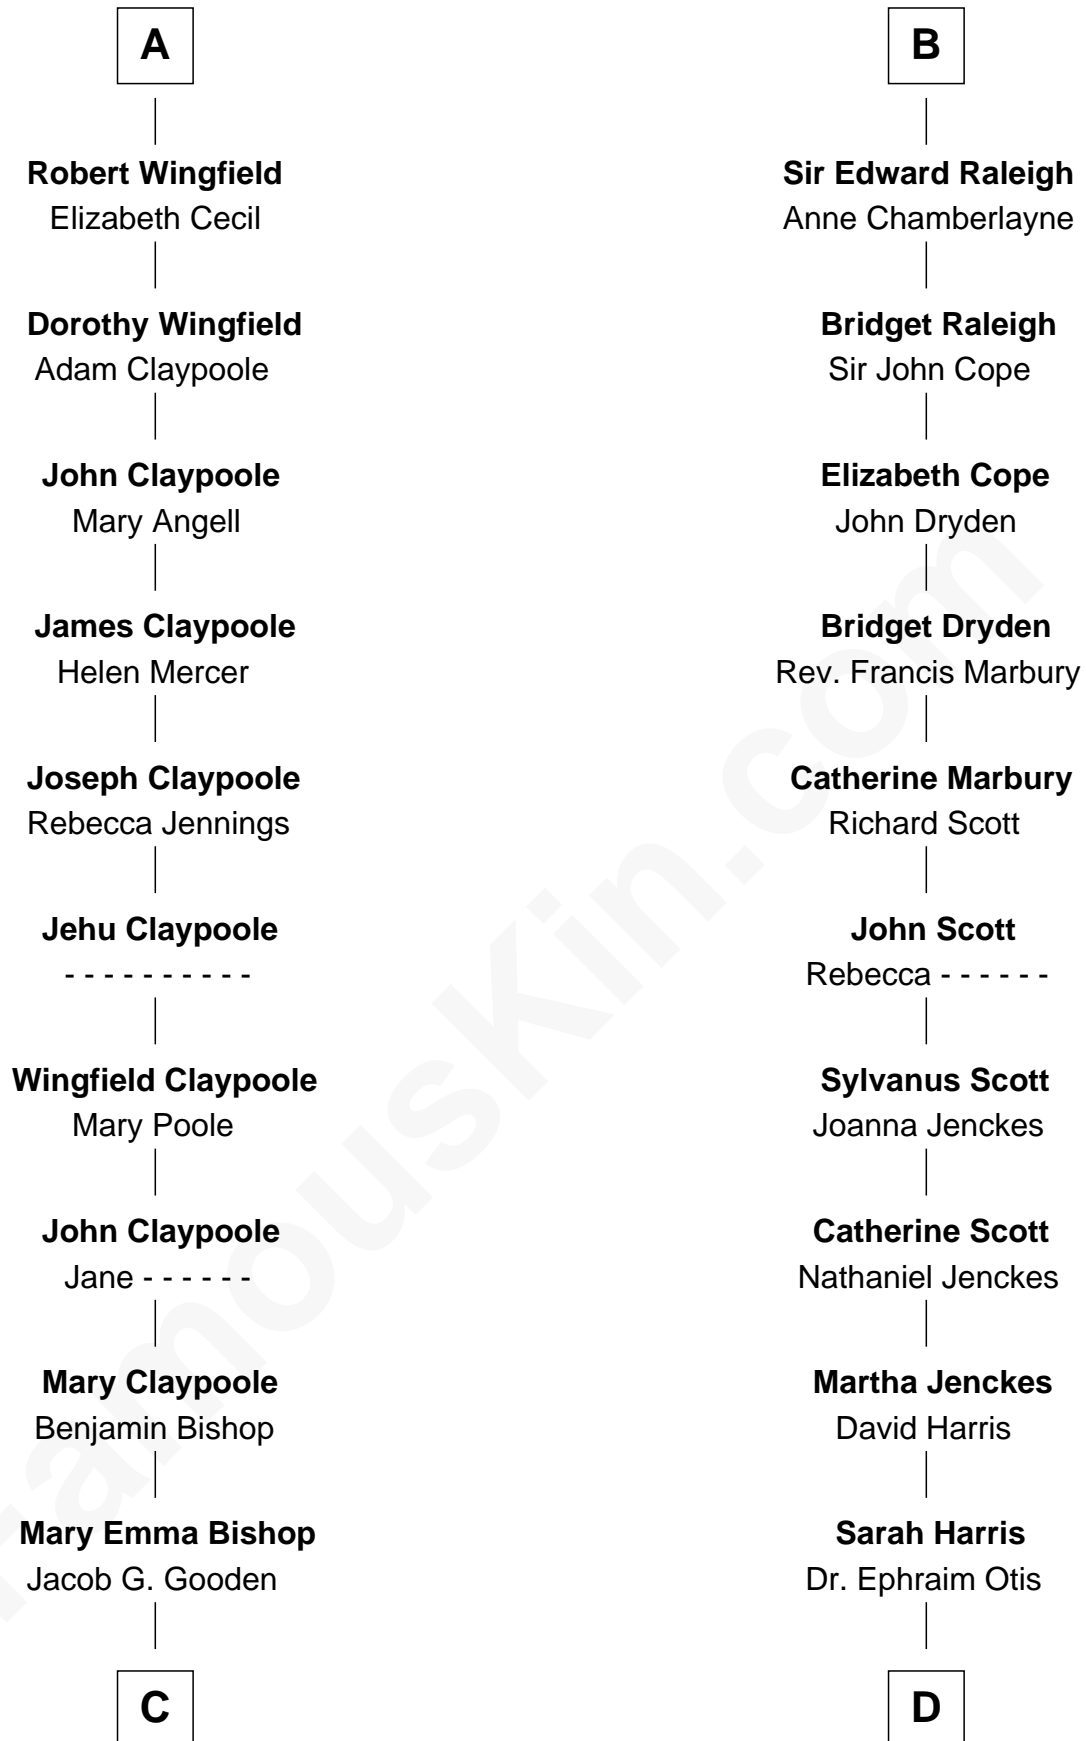 A
Robert Wingfield
Elizabeth Cecil
Dorothy Wingfield
Adam Claypoole
John Claypoole
Mary Angell
James Claypoole
Helen Mercer
Joseph Claypoole
Rebecca Jennings
Jehu Claypoole
- - - - - - - - - -
Wingfield Claypoole
Mary Poole
John Claypoole
Jane - - - - - -
Mary Claypoole
Benjamin Bishop
Mary Emma Bishop
Jacob G. Gooden
C
B
Sir Edward Raleigh
Anne Chamberlayne
Bridget Raleigh
Sir John Cope
Elizabeth Cope
John Dryden
Bridget Dryden
Rev. Francis Marbury
Catherine Marbury
Richard Scott
John Scott
Rebecca - - - - - -
Sylvanus Scott
Joanna Jenckes
Catherine Scott
Nathaniel Jenckes
Martha Jenckes
David Harris
Sarah Harris
Dr. Ephraim Otis
D
FamousKin.com